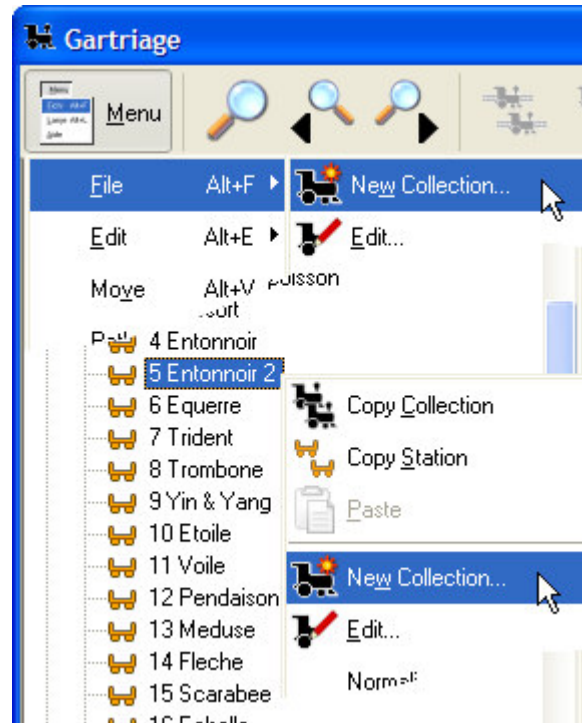 Gartriage
Menu
File Alt+F New Collection...
Edit Alt+E Edit...
Move Alt+V
4 Entonnoir
5 Entonnoir 2
6 Equerre Copy Collection
7 Trident
8 Trombone Copy Station
9 Yin & Yang Paste
10 Etoile
11 Voile
12 Pendaison New Collection...
13 Meduse Edit...
14 Fleche
15 Scarabee